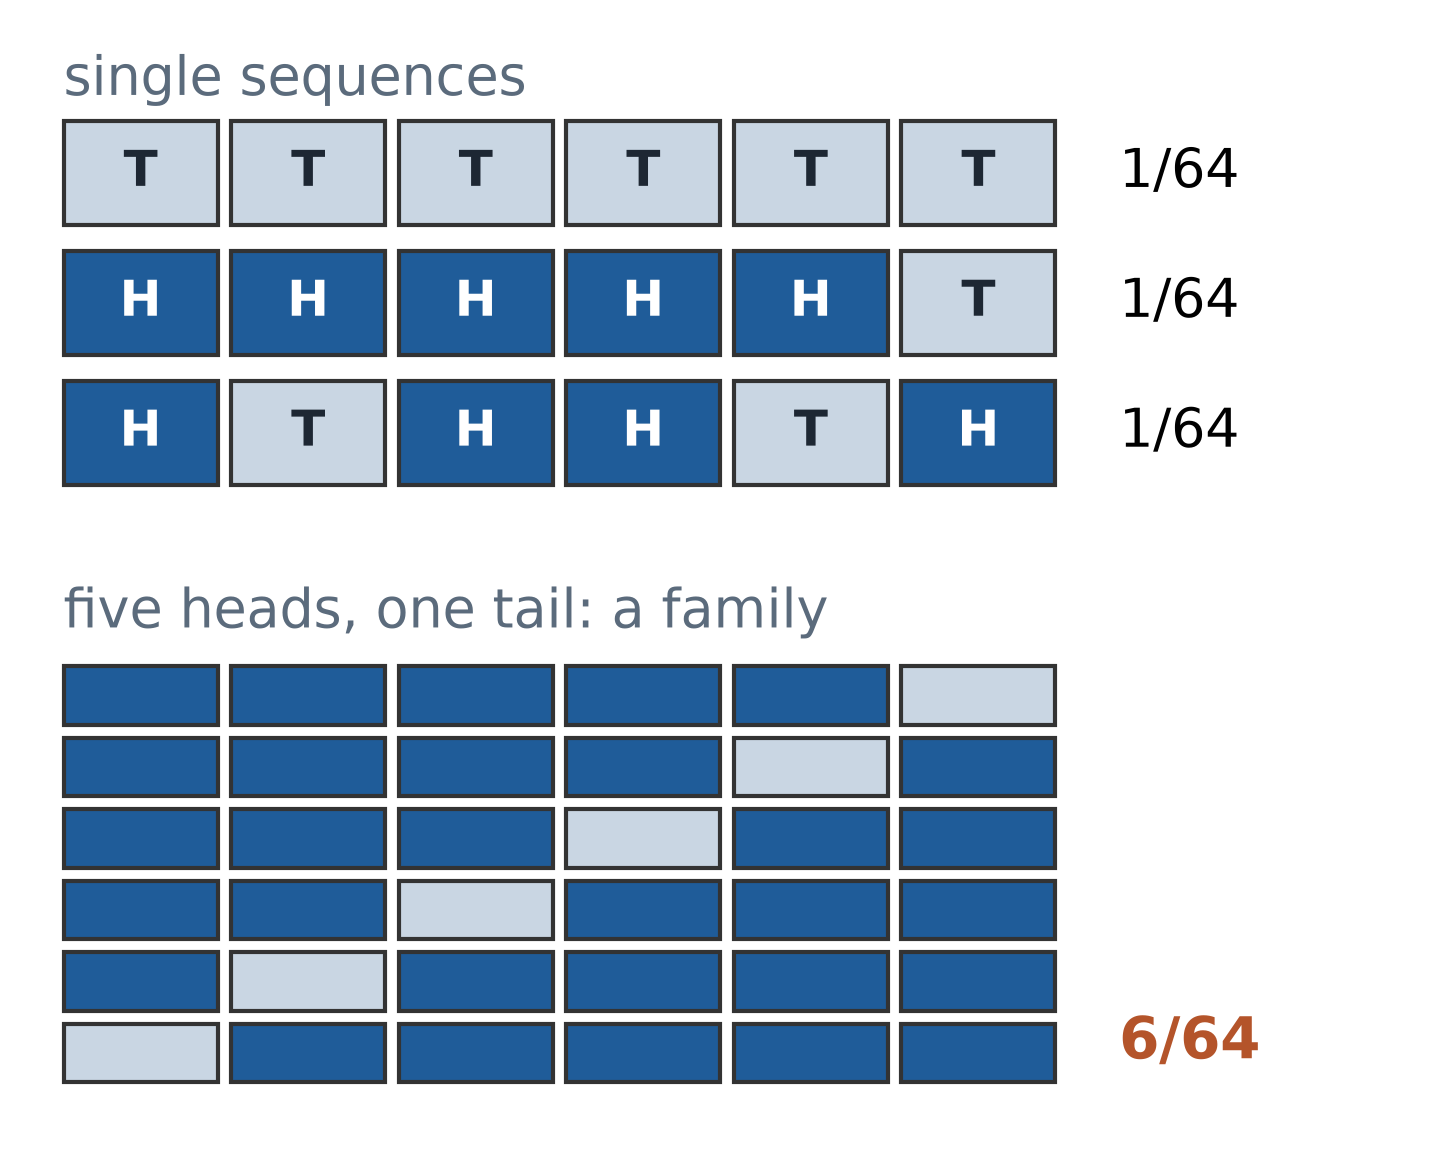 single sequences
T T T T T T 1/64
H H H H H T 1/64
H T H H T H 1/64
five heads, one tail: a family
6/64